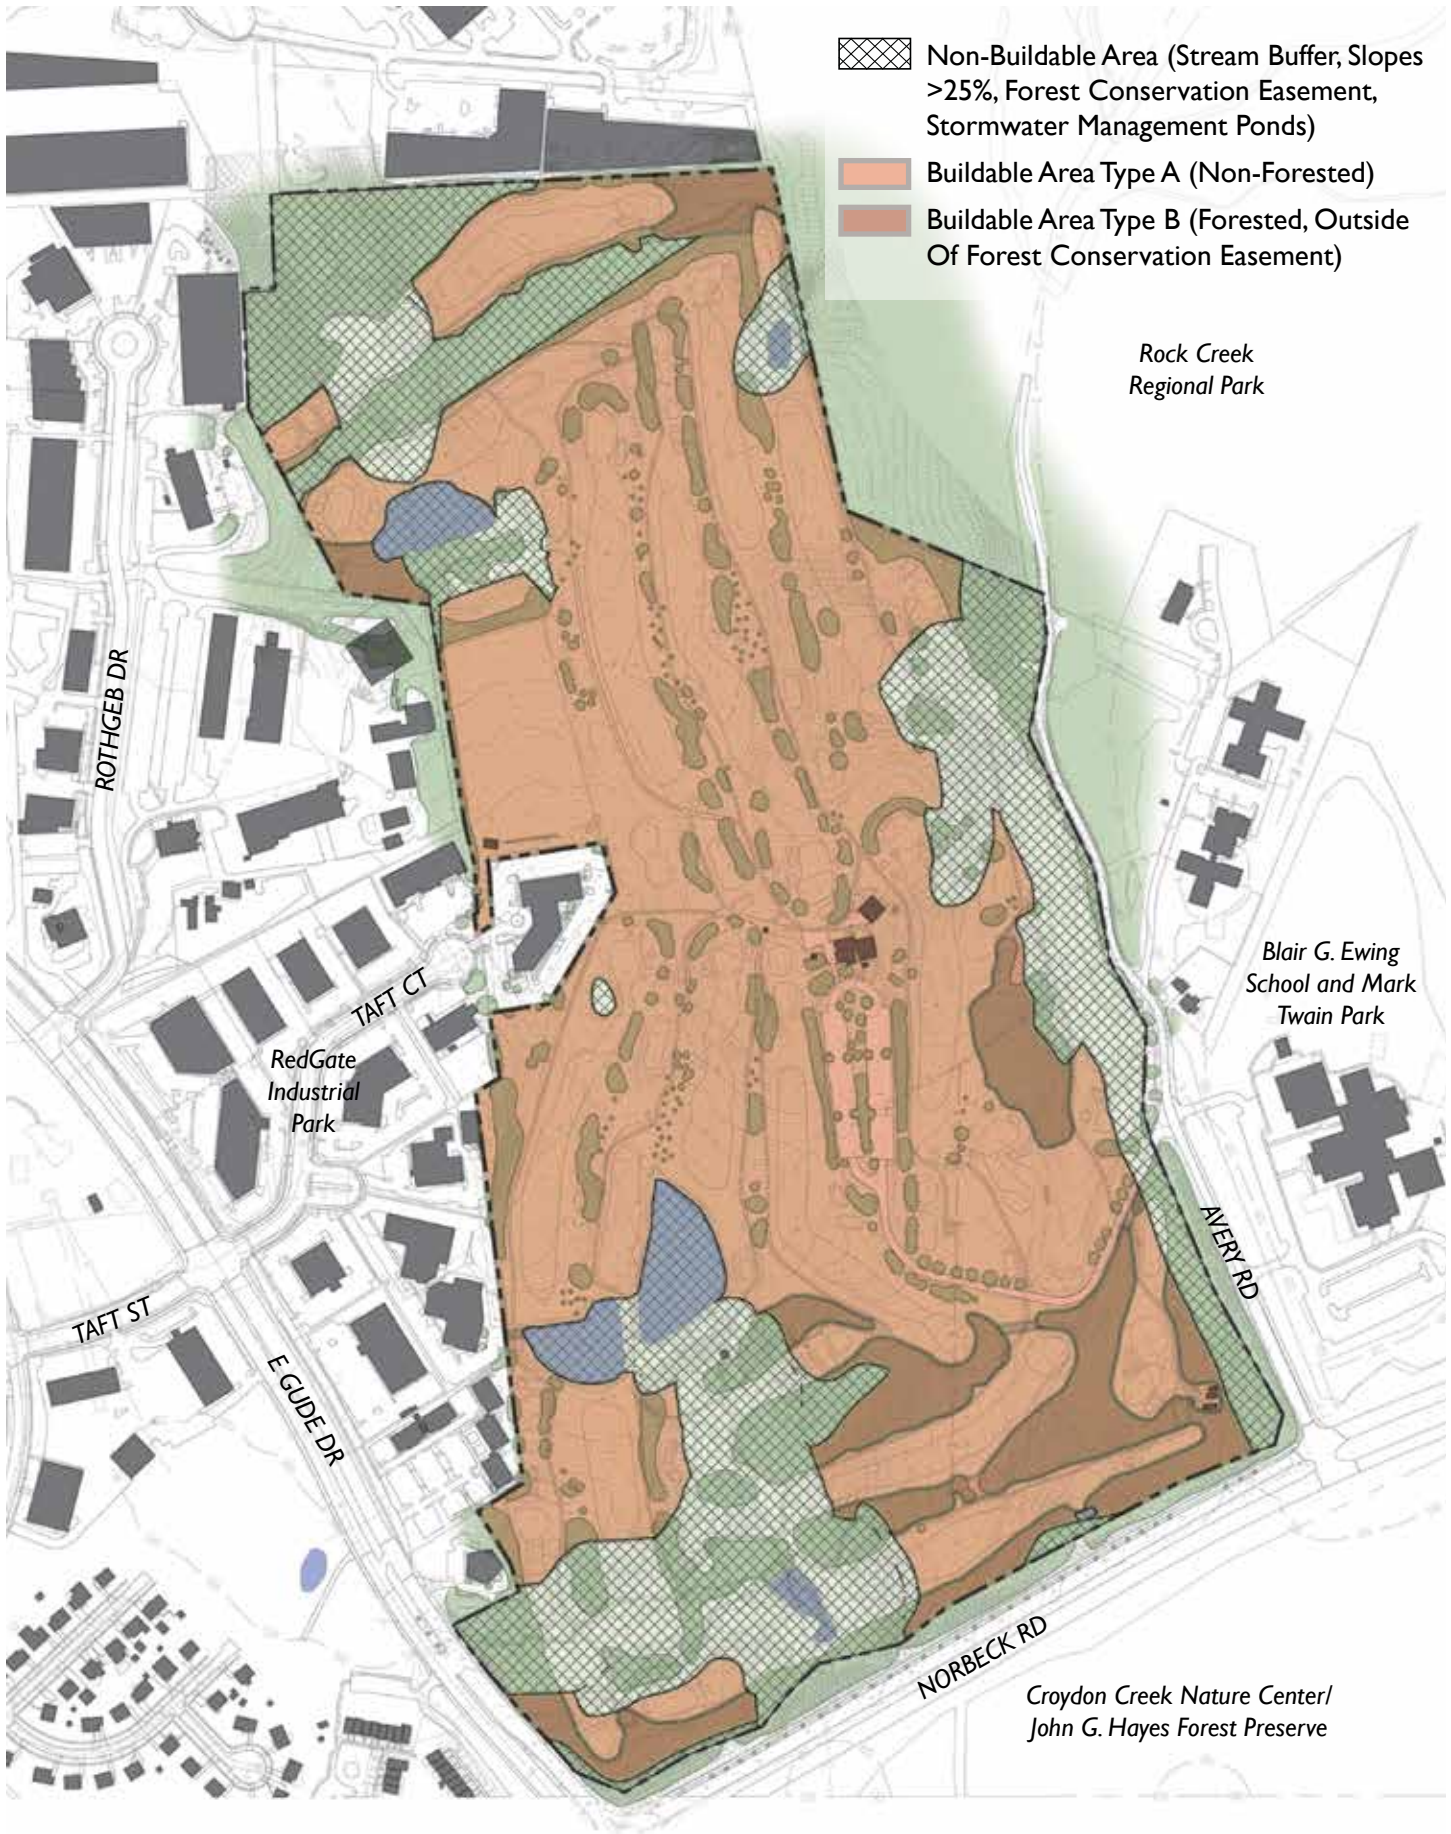 Non-Buildable Area (Stream Buffer, Slopes
>25%, Forest Conservation Easement,
Stormwater Management Ponds)
Buildable Area Type A (Non-Forested)
Buildable Area Type B (Forested, Outside
Of Forest Conservation Easement)
Rock Creek
Regional Park
ROTHGEB DR
Blair G. Ewing
School and Mark
Twain Park
TAFT CT
RedGate
Industrial
Park
AVERY RD
TAFT ST
E GUDE DR
NORBECK RD
Croydon Creek Nature Center/
John G. Hayes Forest Preserve